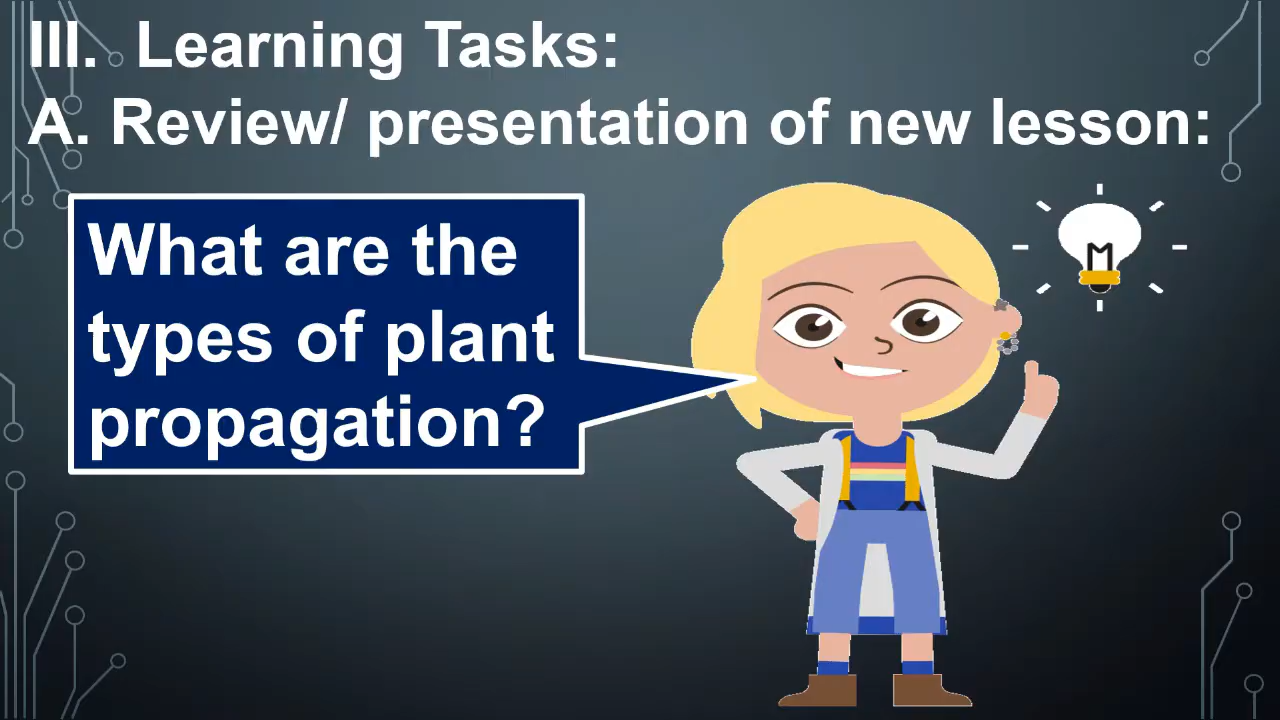 III. Learning Tasks:
A. Review/ presentation of new lesson:
What are the
types of plant
propagation?